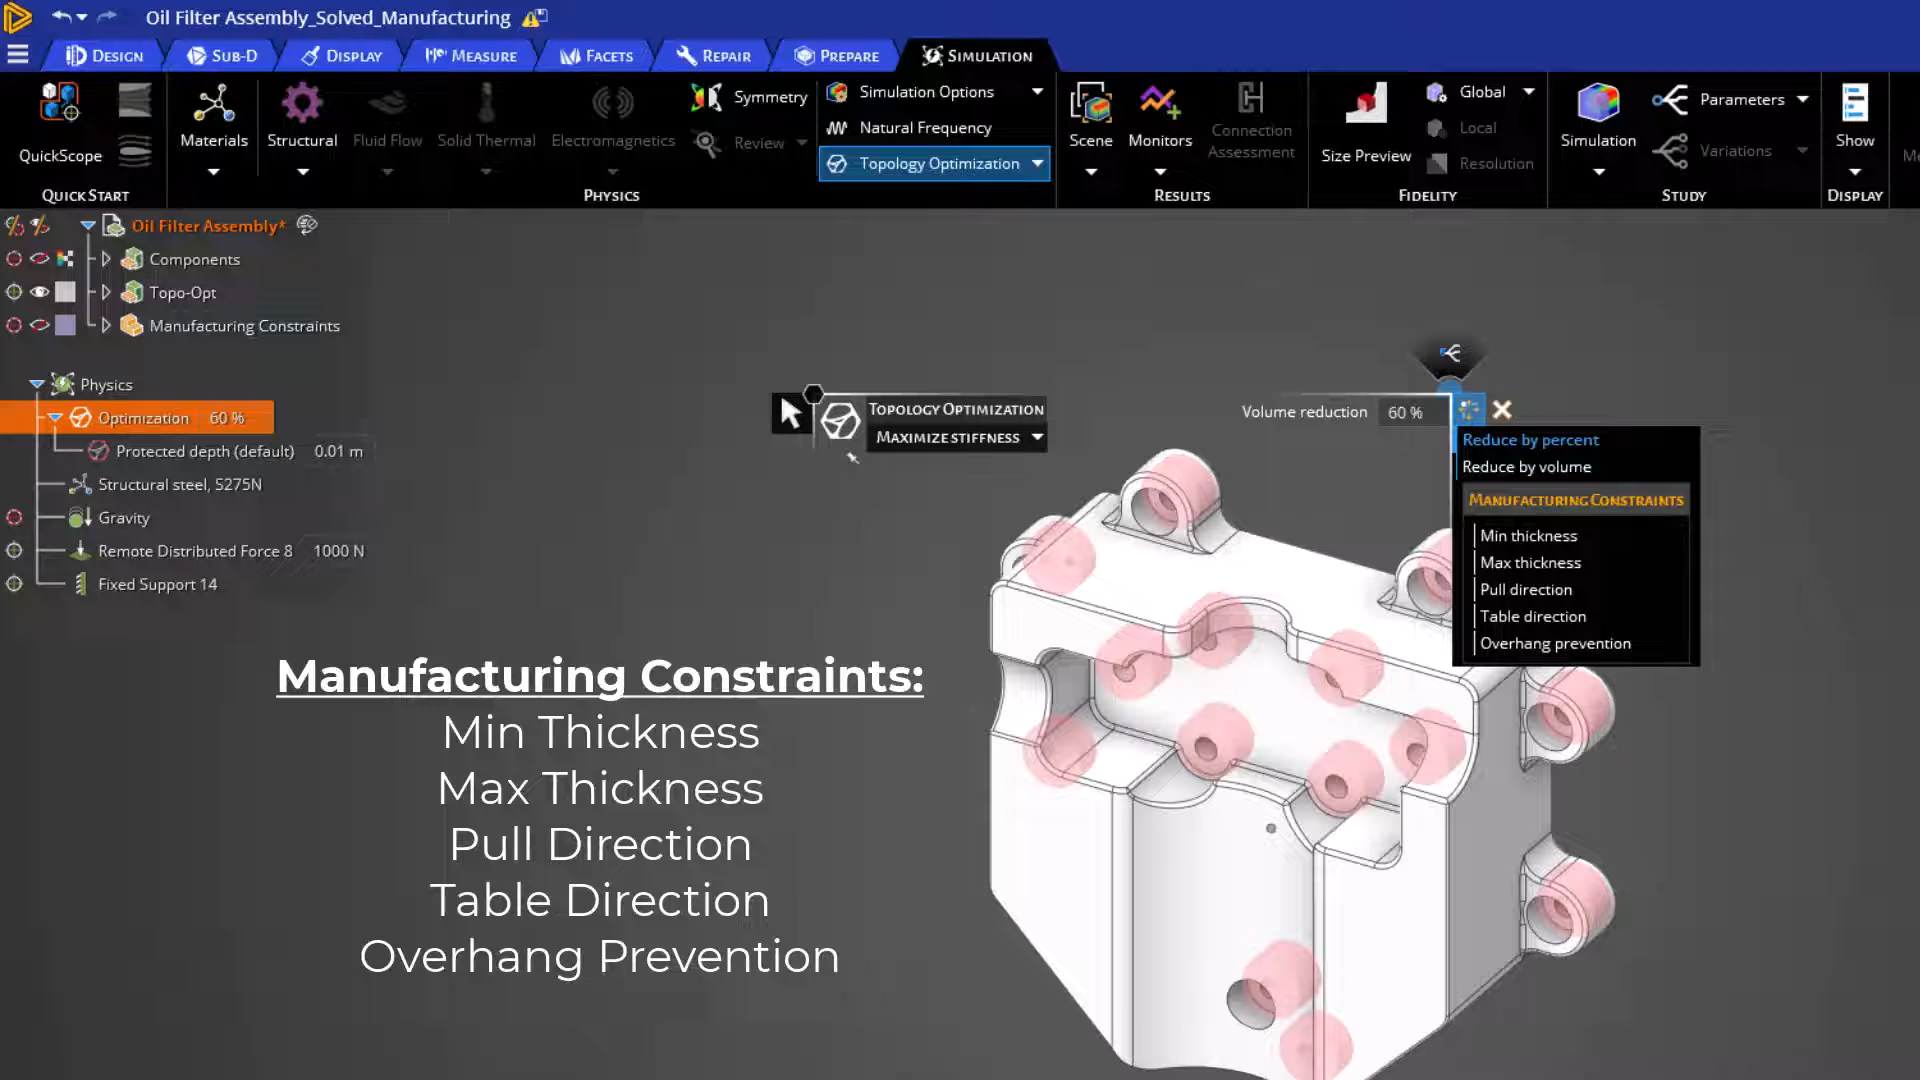 Oil Filter Assembly_Solved_Manufacturing
DESIGN
SUB-D
DISPLAY
MEASURE
FACETS
REPAIR
PREPARE
SIMULATION
QuickScope
Materials
Structural
Fluid Flow
Solid Thermal
Electromagnetics
Symmetry
Review
Simulation Options
Natural Frequency
Topology Optimization
Scene
Monitors
Connection
Assessment
Size Preview
Global
Local
Resolution
Simulation
Parameters
Variations
Show
QUICK START
PHYSICS
RESULTS
FIDELITY
STUDY
DISPLAY
Oil Filter Assembly*
Components
Topo-Opt
Manufacturing Constraints
Physics
Optimization 60 %
Protected depth (default) 0.01 m
Structural steel, S275N
Gravity
Remote Distributed Force 8 1000 N
Fixed Support 14
TOPOLOGY OPTIMIZATION
MAXIMIZE STIFFNESS
Volume reduction 60 %
Reduce by percent
Reduce by volume
MANUFACTURING CONSTRAINTS
Min thickness
Max thickness
Pull direction
Table direction
Overhang prevention
Manufacturing Constraints:
Min Thickness
Max Thickness
Pull Direction
Table Direction
Overhang Prevention